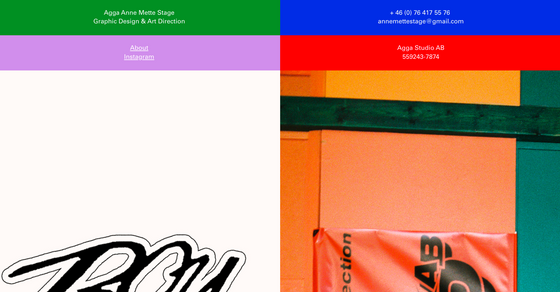 Agga Anne Mette Stage
Graphic Design & Art Direction
+ 46 (0) 76 417 55 76
annemettestage@gmail.com
About
Instagram
Agga Studio AB
559243-7874
ection
AB